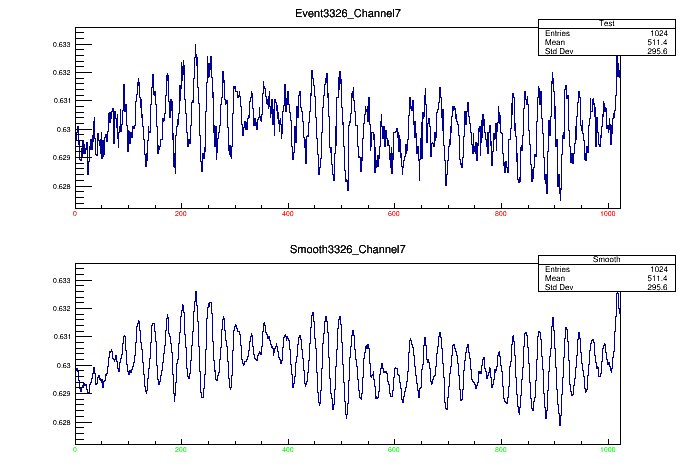 Event3326_Channel7
Test
Entries 1024
Mean 511.4
Std Dev 295.6
0.633
0.632
0.631
0.63
0.629
0.628
0 200 400 600 800 1000
Smooth3326_Channel7
Smooth
Entries 1024
Mean 511.4
Std Dev 295.6
0.633
0.632
0.631
0.63
0.629
0.628
0 200 400 600 800 1000